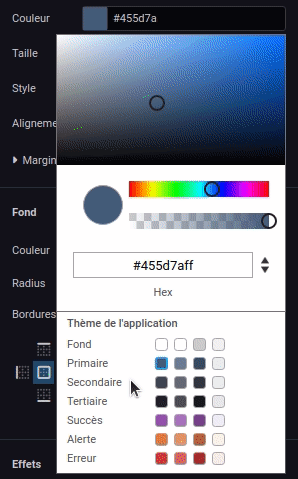 Couleur #455d7a
Taille
Style
Aligneme
Margin
#455d7aff
Hex
Fond
Couleur
Radius
Bordures
Thème de l'application
Fond
Primaire
Secondaire
Tertiaire
Succès
Alerte
Erreur
Effets